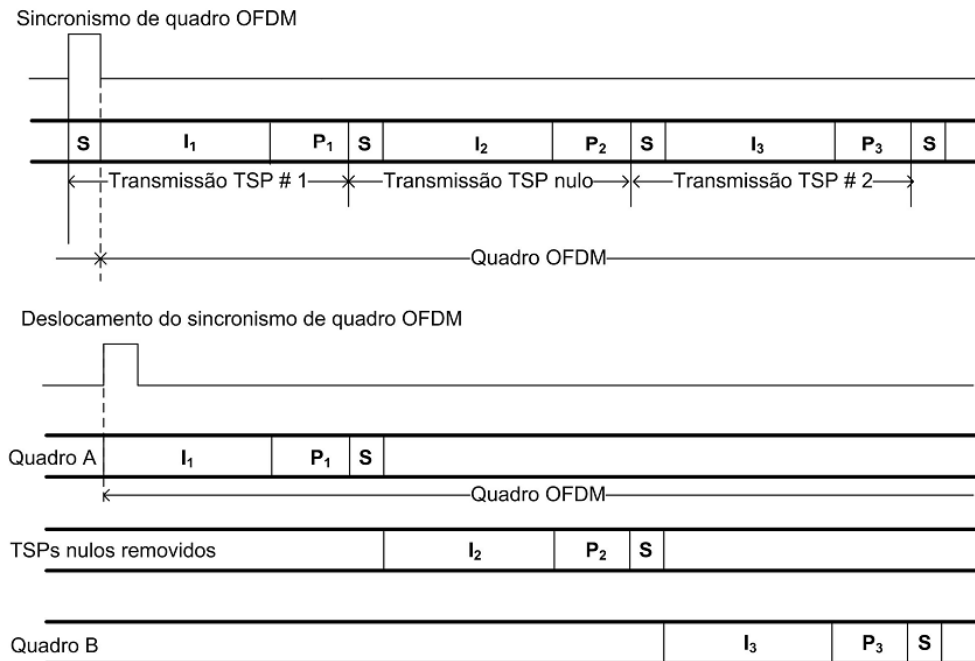 Sincronismo de quadro OFDM
S I₁ P₁ S I₂ P₂ S I₃ P₃ S
Transmissão TSP # 1 Transmissão TSP nulo Transmissão TSP # 2
Quadro OFDM
Deslocamento do sincronismo de quadro OFDM
Quadro A I₁ P₁ S
Quadro OFDM
TSPs nulos removidos I₂ P₂ S
Quadro B I₃ P₃ S